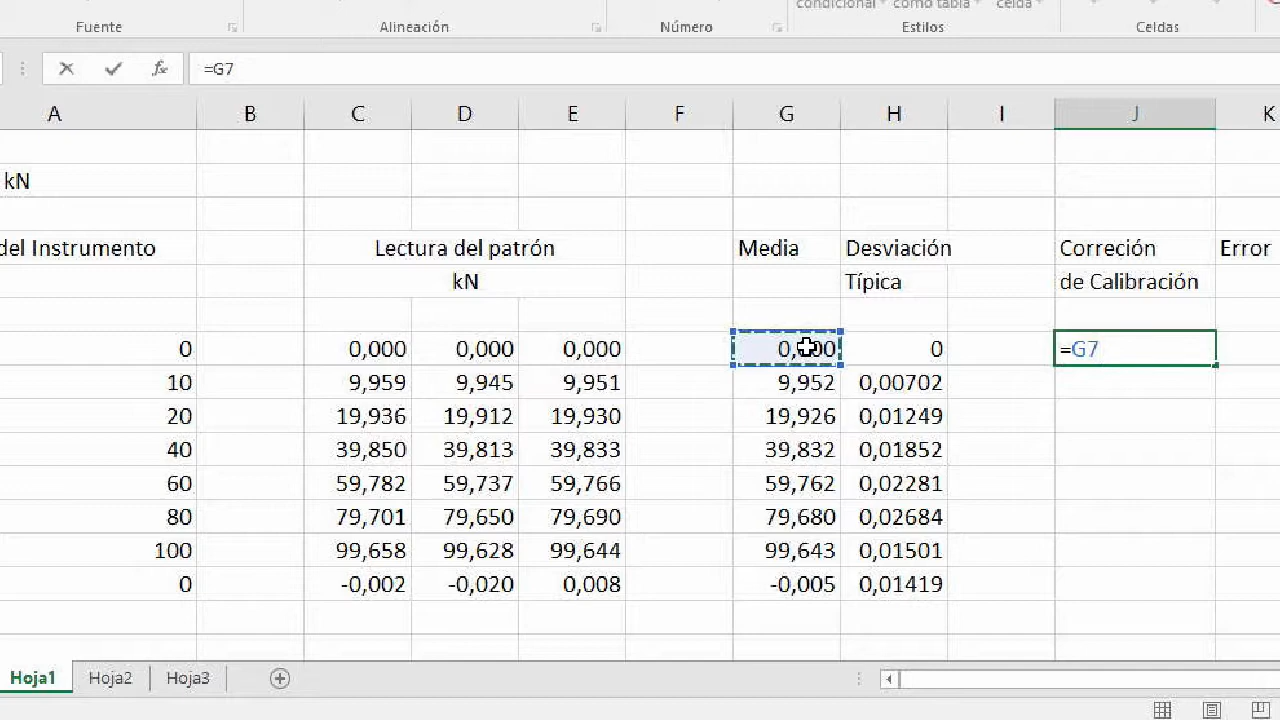 condicional como tabla celda
Fuente Alineación Número Estilos Celdas
=G7
A B C D E F G H I J K
kN
del Instrumento Lectura del patrón Media Desviación Correción Error
kN Típica de Calibración
0 0,000 0,000 0,000 0 =G7
10 9,959 9,945 9,951 9,952 0,00702
20 19,936 19,912 19,930 19,926 0,01249
40 39,850 39,813 39,833 39,832 0,01852
60 59,782 59,737 59,766 59,762 0,02281
80 79,701 79,650 79,690 79,680 0,02684
100 99,658 99,628 99,644 99,643 0,01501
0 -0,002 -0,020 0,008 -0,005 0,01419
Hoja1 Hoja2 Hoja3